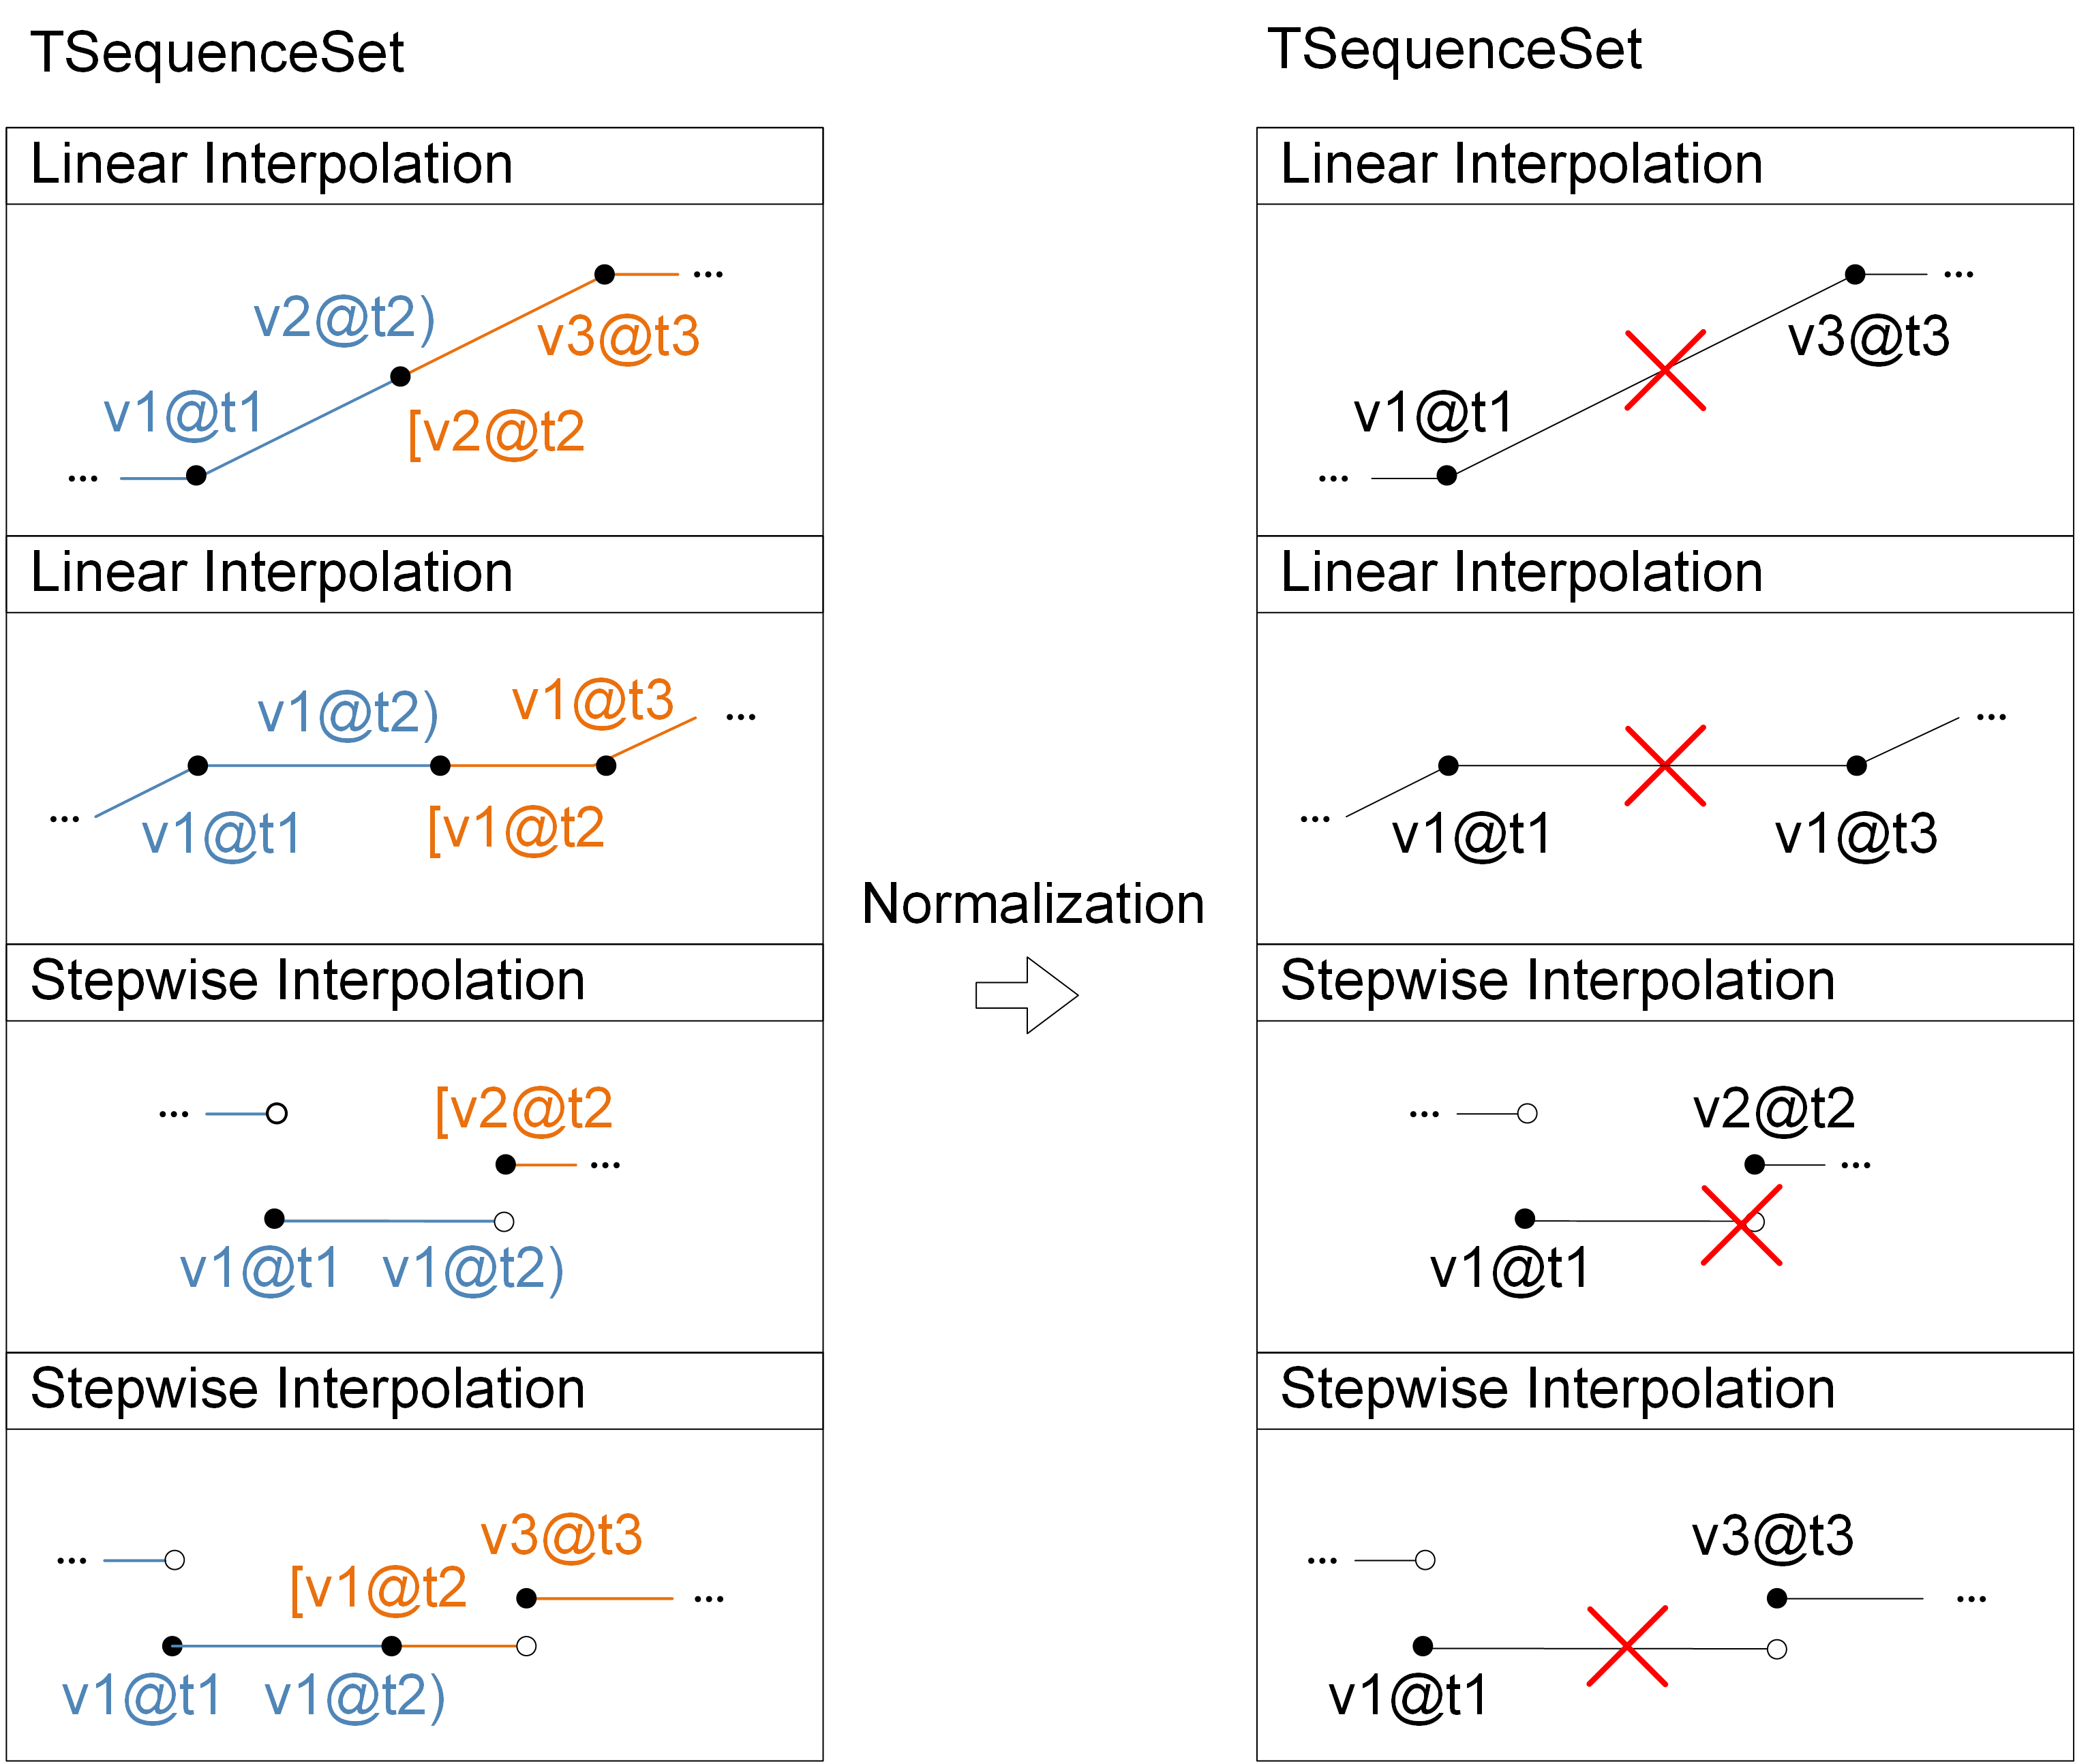 TSequenceSet
Linear Interpolation
v2@t2)
v3@t3
v1@t1
[v2@t2
...
...
Linear Interpolation
v1@t2)
v1@t3
...
...
v1@t1
[v1@t2
Stepwise Interpolation
...
[v2@t2
...
v1@t1
v1@t2)
Stepwise Interpolation
v3@t3
...
[v1@t2
...
v1@t1
v1@t2)
Normalization
TSequenceSet
Linear Interpolation
...
v3@t3
v1@t1
...
Linear Interpolation
...
...
v1@t1
v1@t3
Stepwise Interpolation
...
v2@t2
...
v1@t1
Stepwise Interpolation
v3@t3
...
...
v1@t1